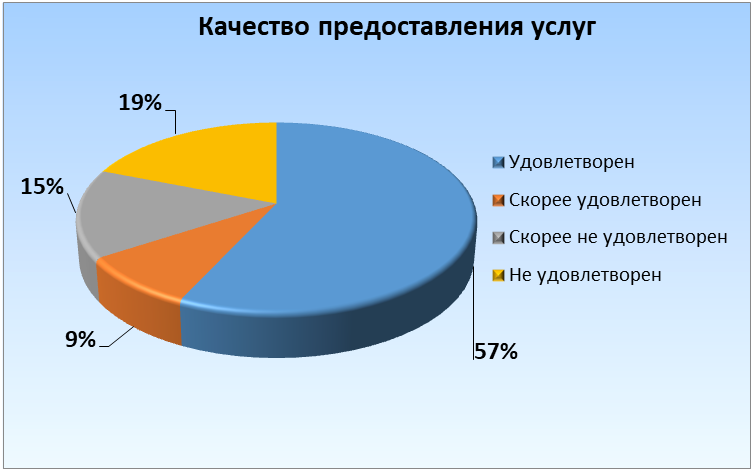 Качество предоставления услуг
19%
15%
9%
57%
Удовлетворен
Скорее удовлетворен
Скорее не удовлетворен
Не удовлетворен